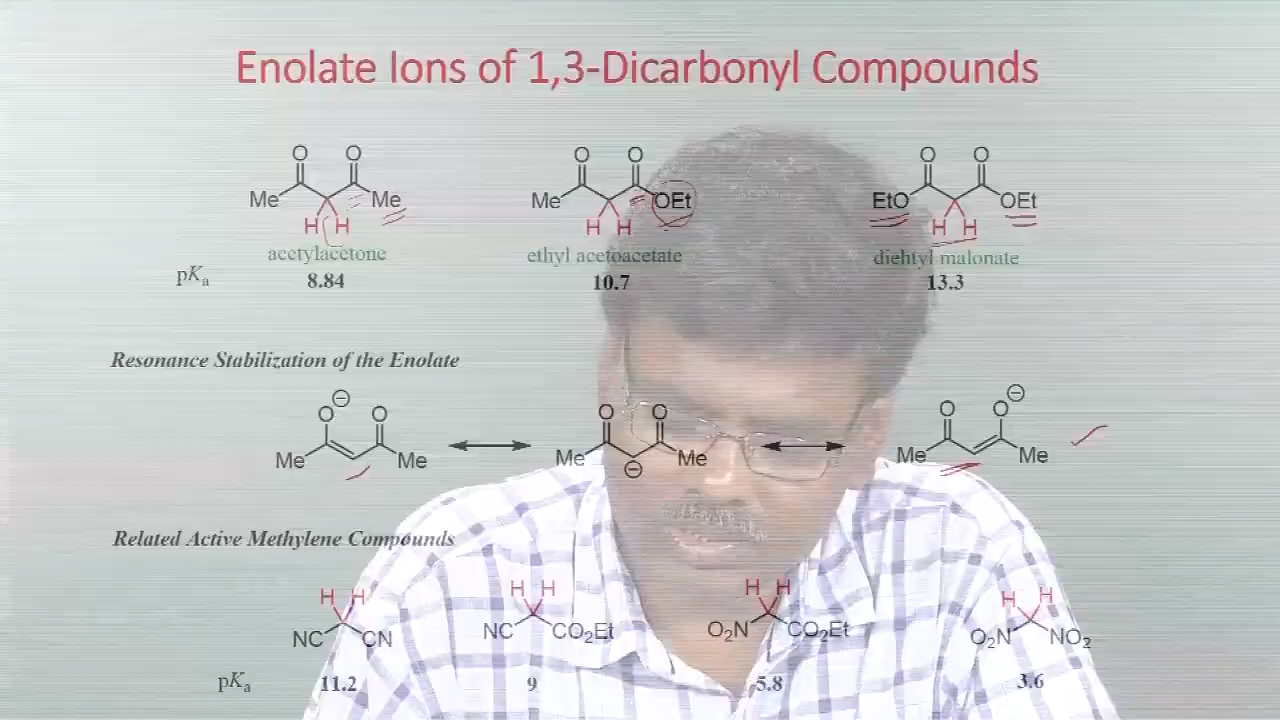 Enolate Ions of 1,3-Dicarbonyl Compounds
O O O O O O
Me Me Me OEt EtO OEt
H H H H H H
acetylacetone ethyl acetoacetate diehtyl malonate
pKa 8.84 10.7 13.3
Resonance Stabilization of the Enolate
O ⊖ O O O O O ⊖
Me Me Me ⊖ Me Me Me
Related Active Methylene Compounds
H H H H H H H H
NC CN NC CO2Et O2N CO2Et O2N NO2
pKa 11.2 9 5.8 3.6